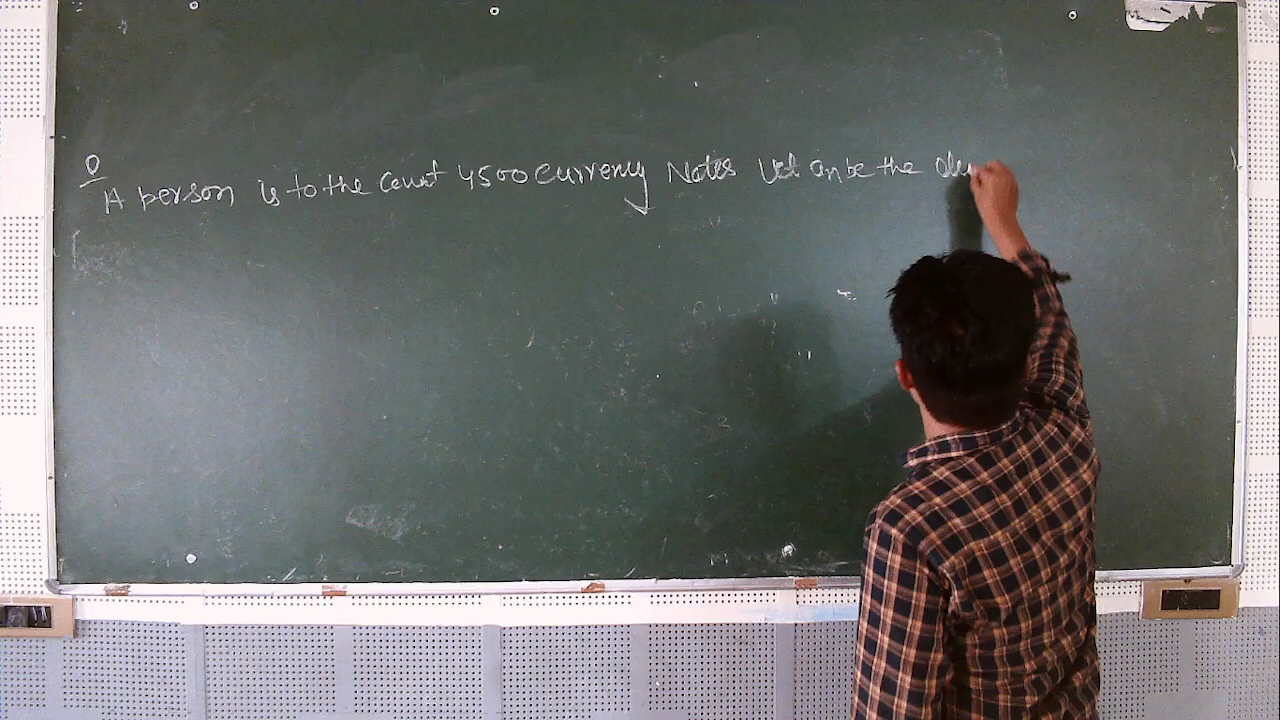 Q
A person is to the Count 4500 currency Notes Let an be the